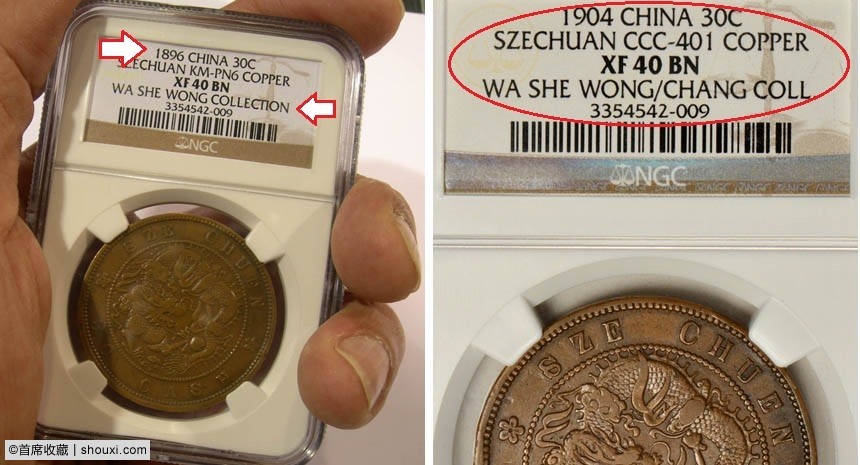 1896 CHINA 30C
SZECHUAN KM-PN6 COPPER
XF 40 BN
WA SHE WONG COLLECTION
3354542-009
NGC
SZE CHUEN
©首席收藏 | shouxi.com
1904 CHINA 30C
SZECHUAN CCC-401 COPPER
XF 40 BN
WA SHE WONG/CHANG COLL
3354542-009
NGC
SZE CHUEN